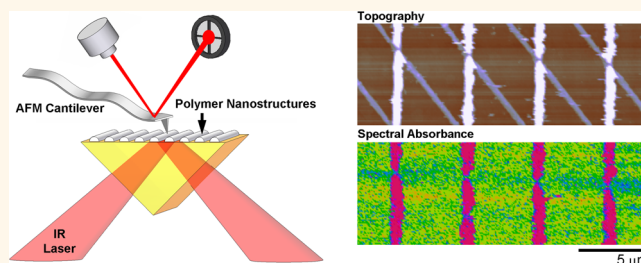 Topography
AFM Cantilever
Polymer Nanostructures
Spectral Absorbance
IR
Laser